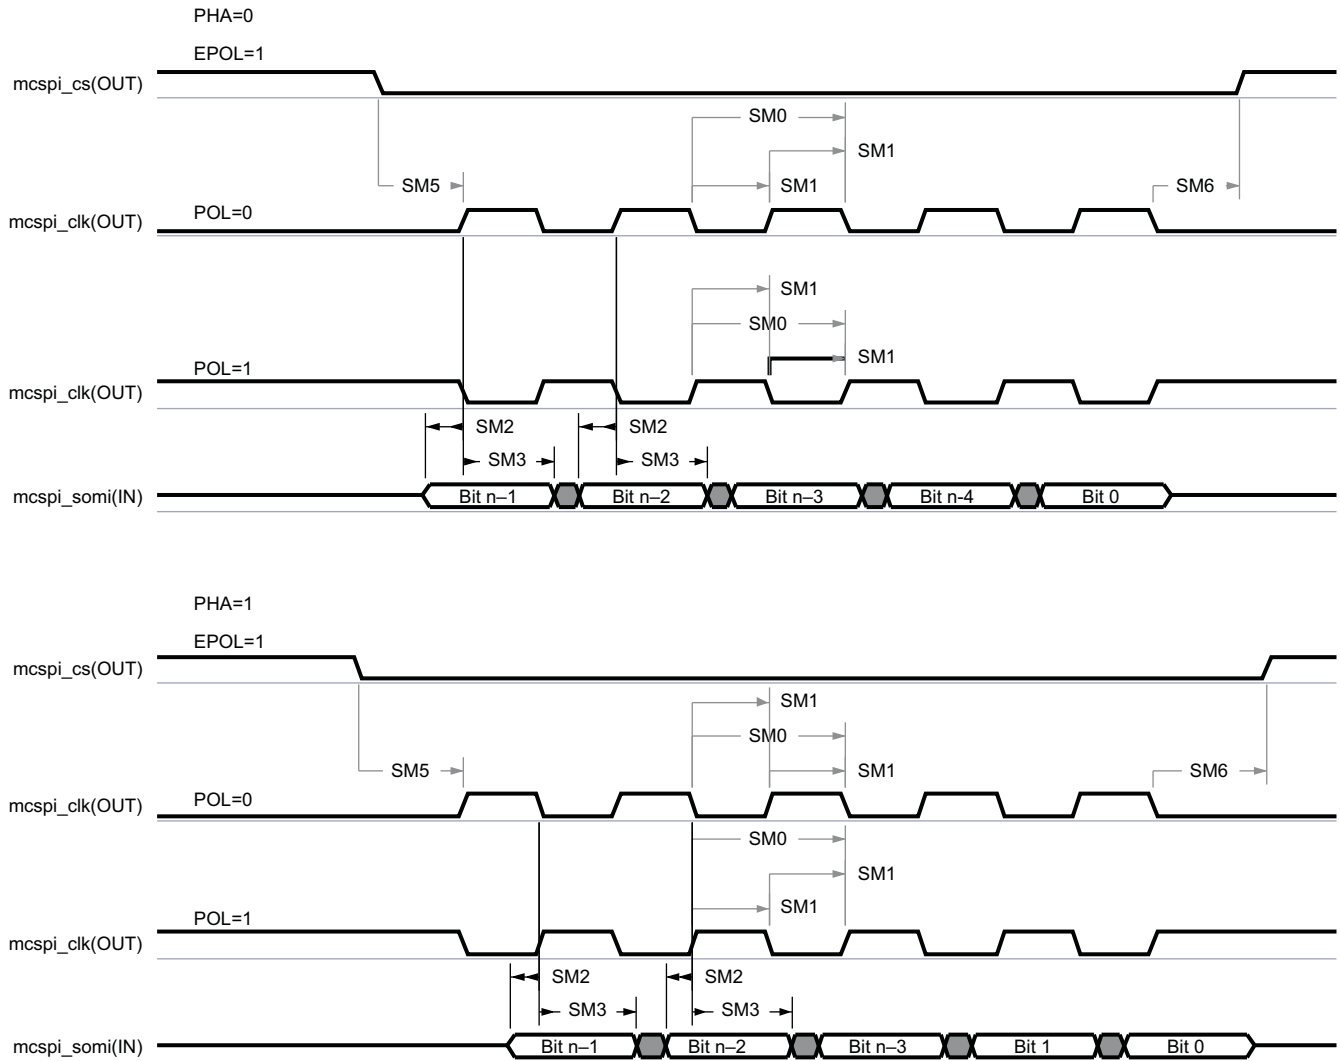 PHA=0
EPOL=1
mcspi_cs(OUT)
SM0
SM1
SM5
SM1
SM6
POL=0
mcspi_clk(OUT)
SM1
SM0
SM1
POL=1
mcspi_clk(OUT)
SM2
SM2
SM3
SM3
mcspi_somi(IN)
Bit n–1
Bit n–2
Bit n–3
Bit n-4
Bit 0
PHA=1
EPOL=1
mcspi_cs(OUT)
SM1
SM0
SM5
SM1
SM6
POL=0
mcspi_clk(OUT)
SM0
SM1
SM1
POL=1
mcspi_clk(OUT)
SM2
SM2
SM3
SM3
mcspi_somi(IN)
Bit n–1
Bit n–2
Bit n–3
Bit 1
Bit 0